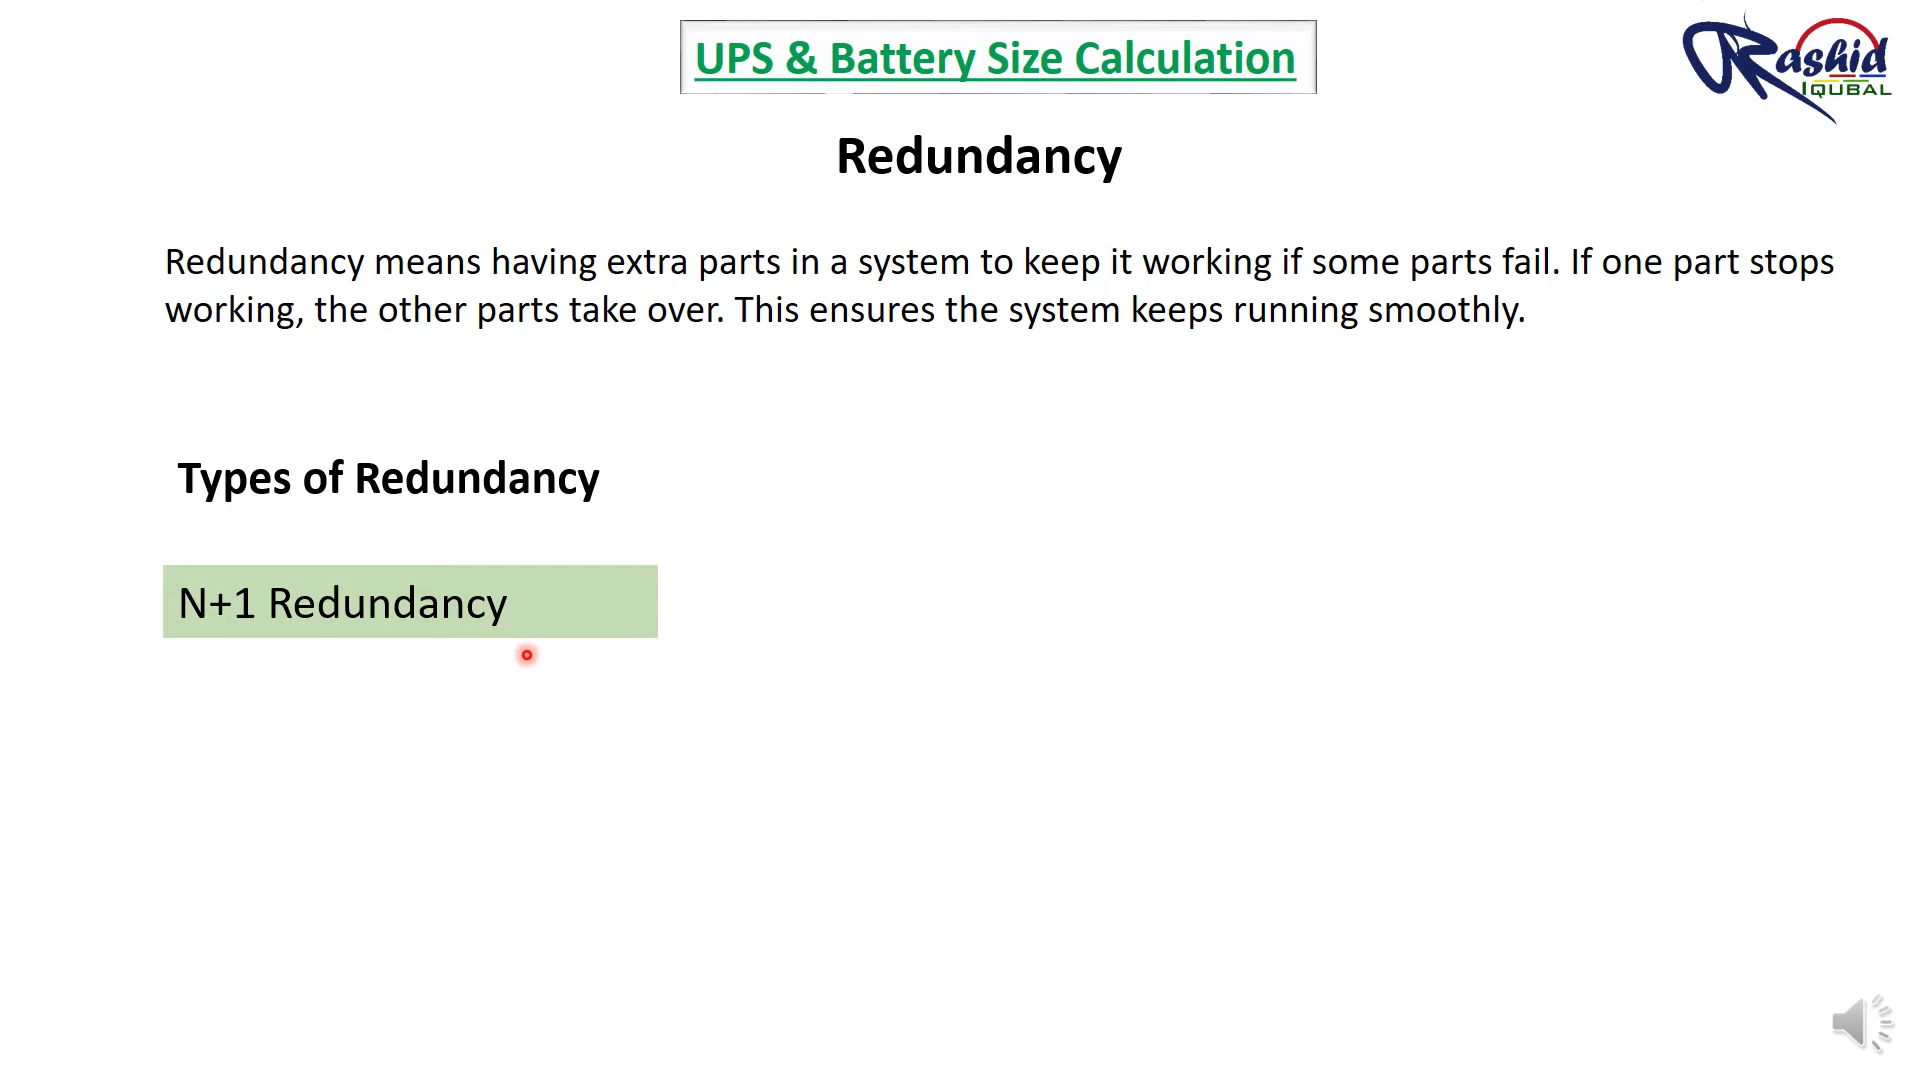 UPS & Battery Size Calculation
Rashid
IQUBAL
Redundancy
Redundancy means having extra parts in a system to keep it working if some parts fail. If one part stops
working, the other parts take over. This ensures the system keeps running smoothly.
Types of Redundancy
N+1 Redundancy